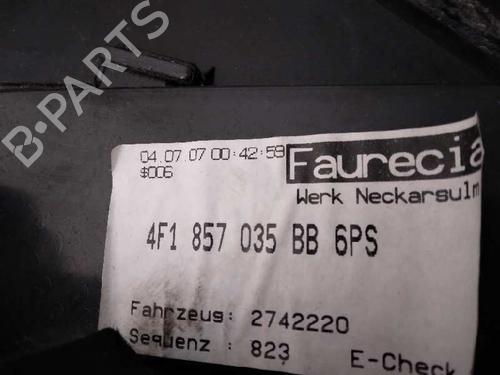 B-PARTS
04.07.07 00:42:59
Faurecia
$006
Werk Neckarsulm
4F1 857 035 BB 6PS
Fahrzeug: 2742220
Sequenz : 823
E-Check